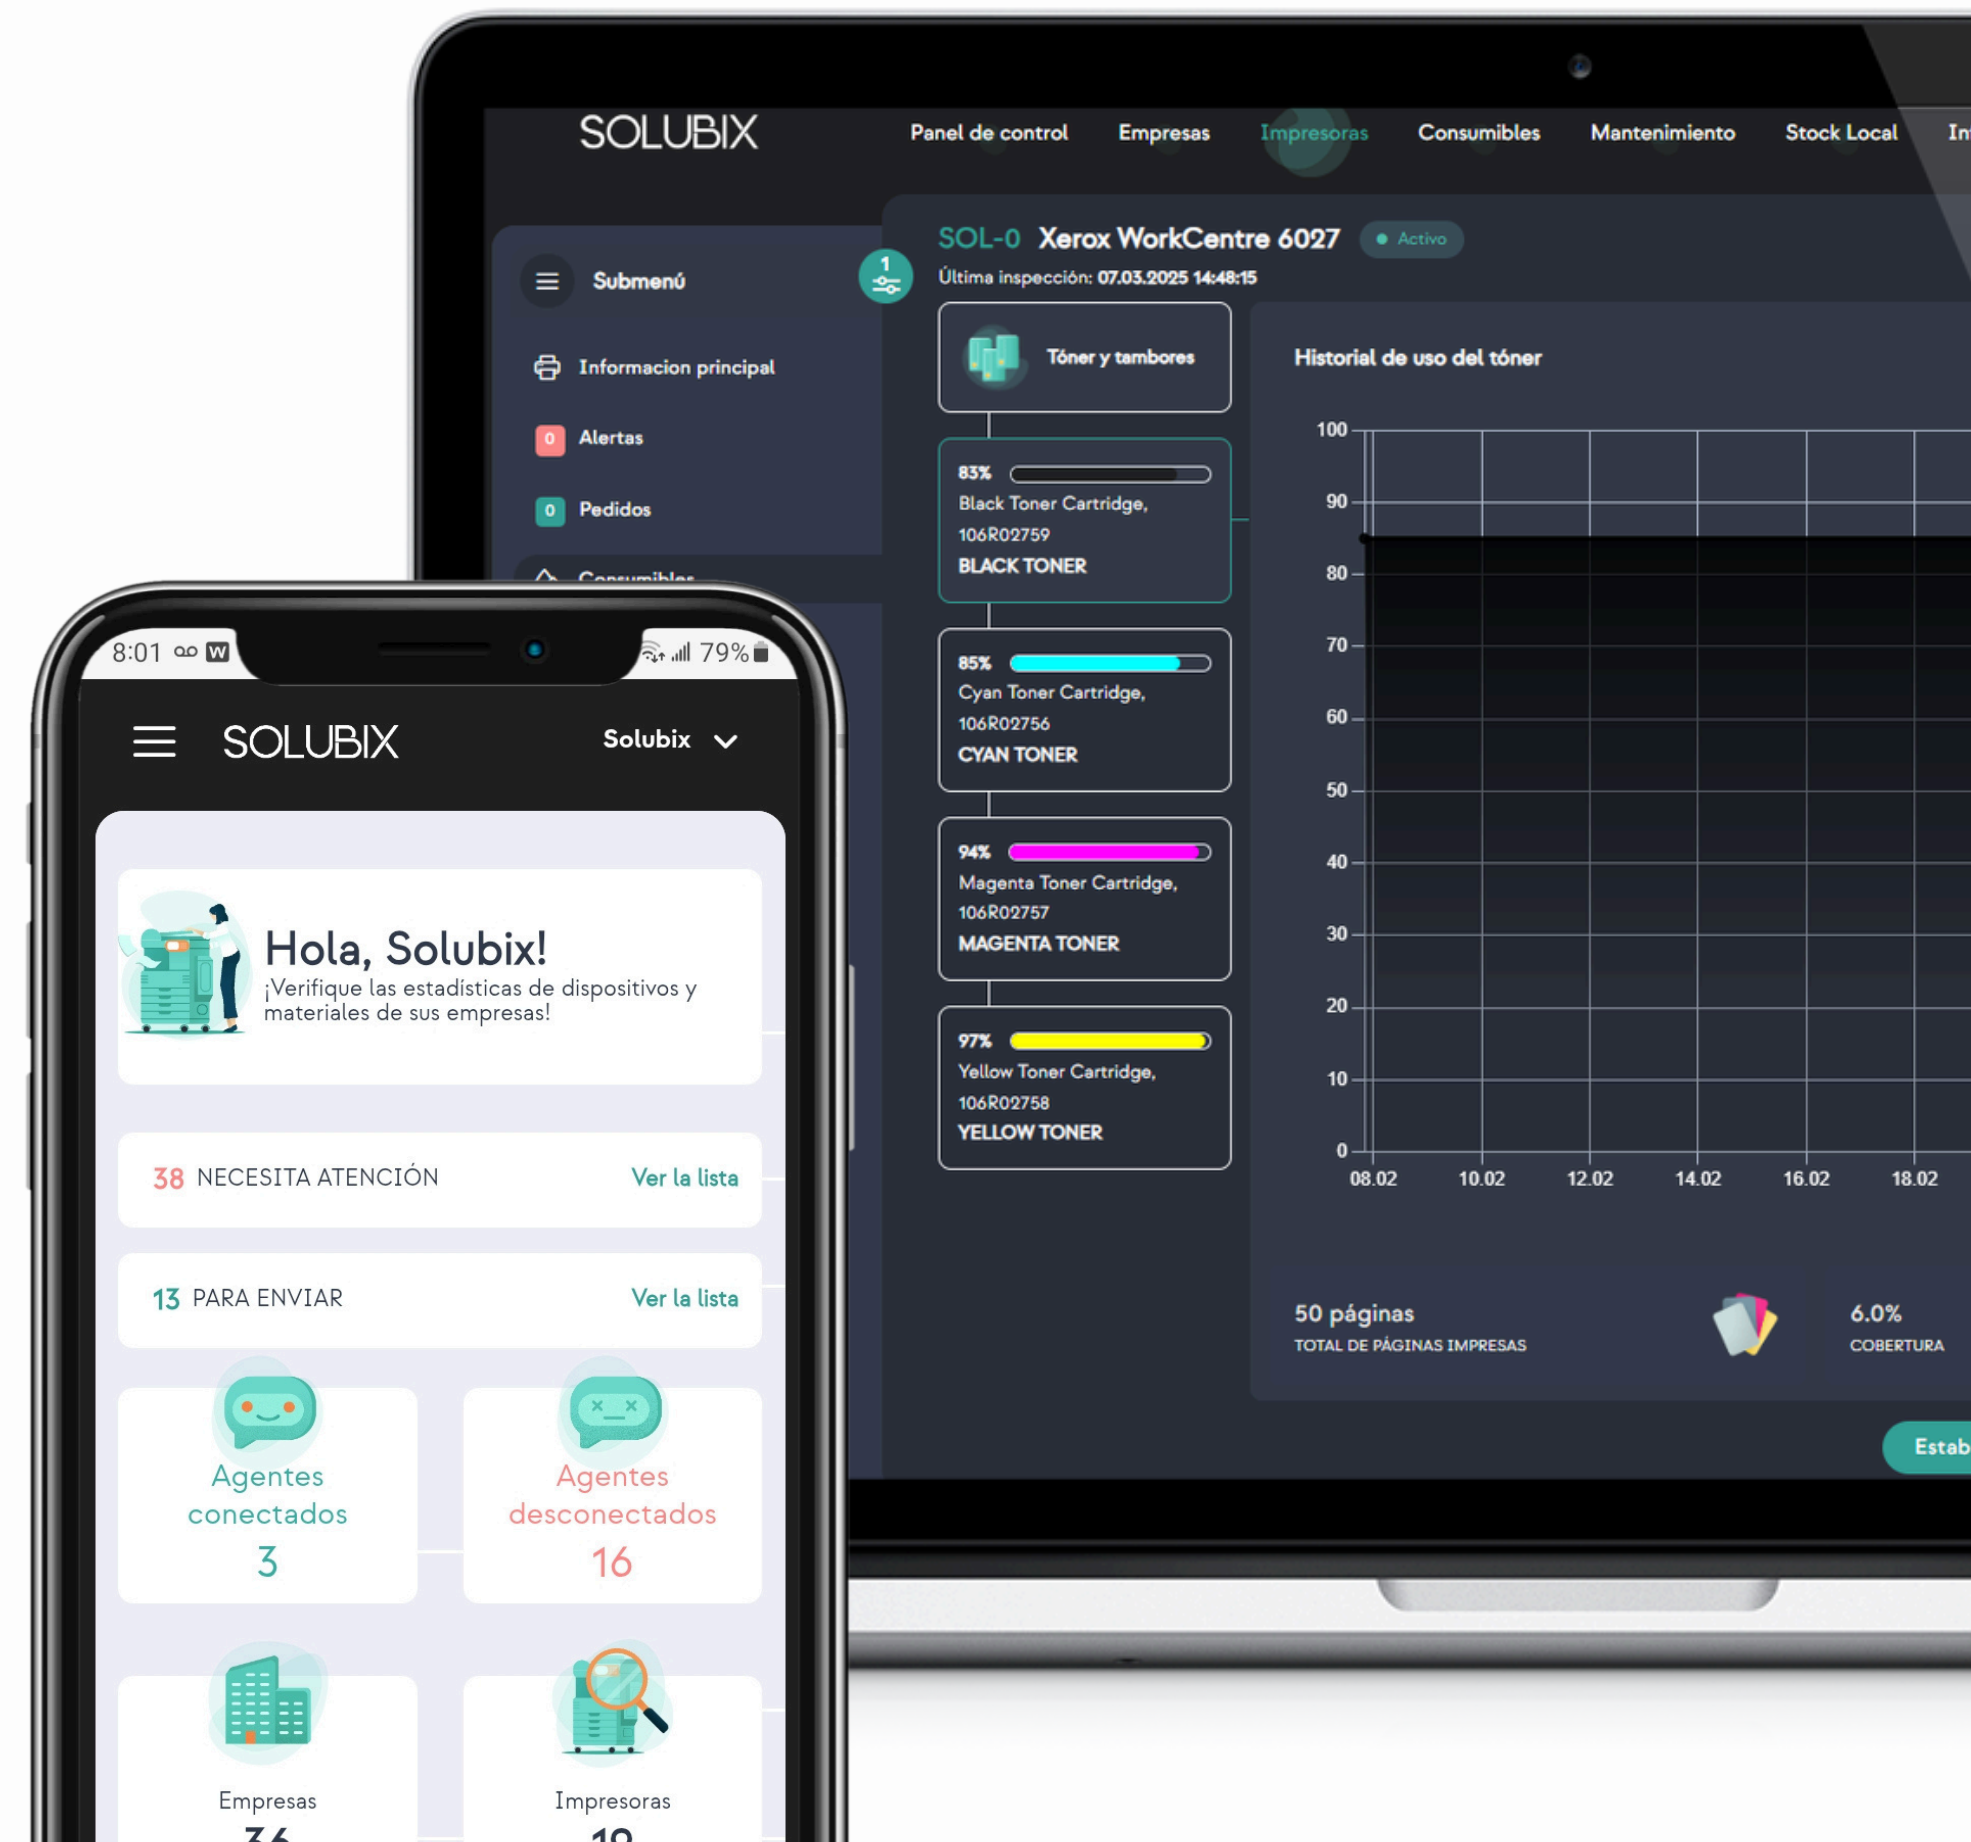 SOLUBIX
Panel de control
Empresas
Impresoras
Consumibles
Mantenimiento
Stock Local
SOL-0 Xerox WorkCentre 6027
Activo
Última inspección: 07.03.2025 14:48:15
1
Submenú
Informacion principal
0 Alertas
0 Pedidos
Consumibles
Tóner y tambores
83%
Black Toner Cartridge,
106R02759
BLACK TONER
85%
Cyan Toner Cartridge,
106R02756
CYAN TONER
94%
Magenta Toner Cartridge,
106R02757
MAGENTA TONER
97%
Yellow Toner Cartridge,
106R02758
YELLOW TONER
Historial de uso del tóner
100
90
80
70
60
50
40
30
20
10
0
08.02 10.02 12.02 14.02 16.02 18.02
50 páginas
TOTAL DE PÁGINAS IMPRESAS
6.0%
COBERTURA
8:01
W
79%
SOLUBIX
Solubix
Hola, Solubix!
¡Verifique las estadísticas de dispositivos y
materiales de sus empresas!
38 NECESITA ATENCIÓN
Ver la lista
13 PARA ENVIAR
Ver la lista
Agentes
conectados
3
Agentes
desconectados
16
Empresas
Impresoras